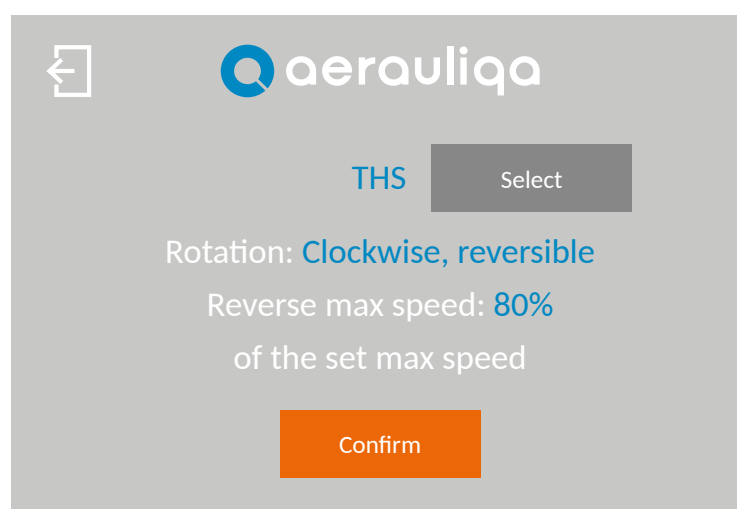 aerauliqa
THS Select
Rotation: Clockwise, reversible
Reverse max speed: 80%
of the set max speed
Confirm